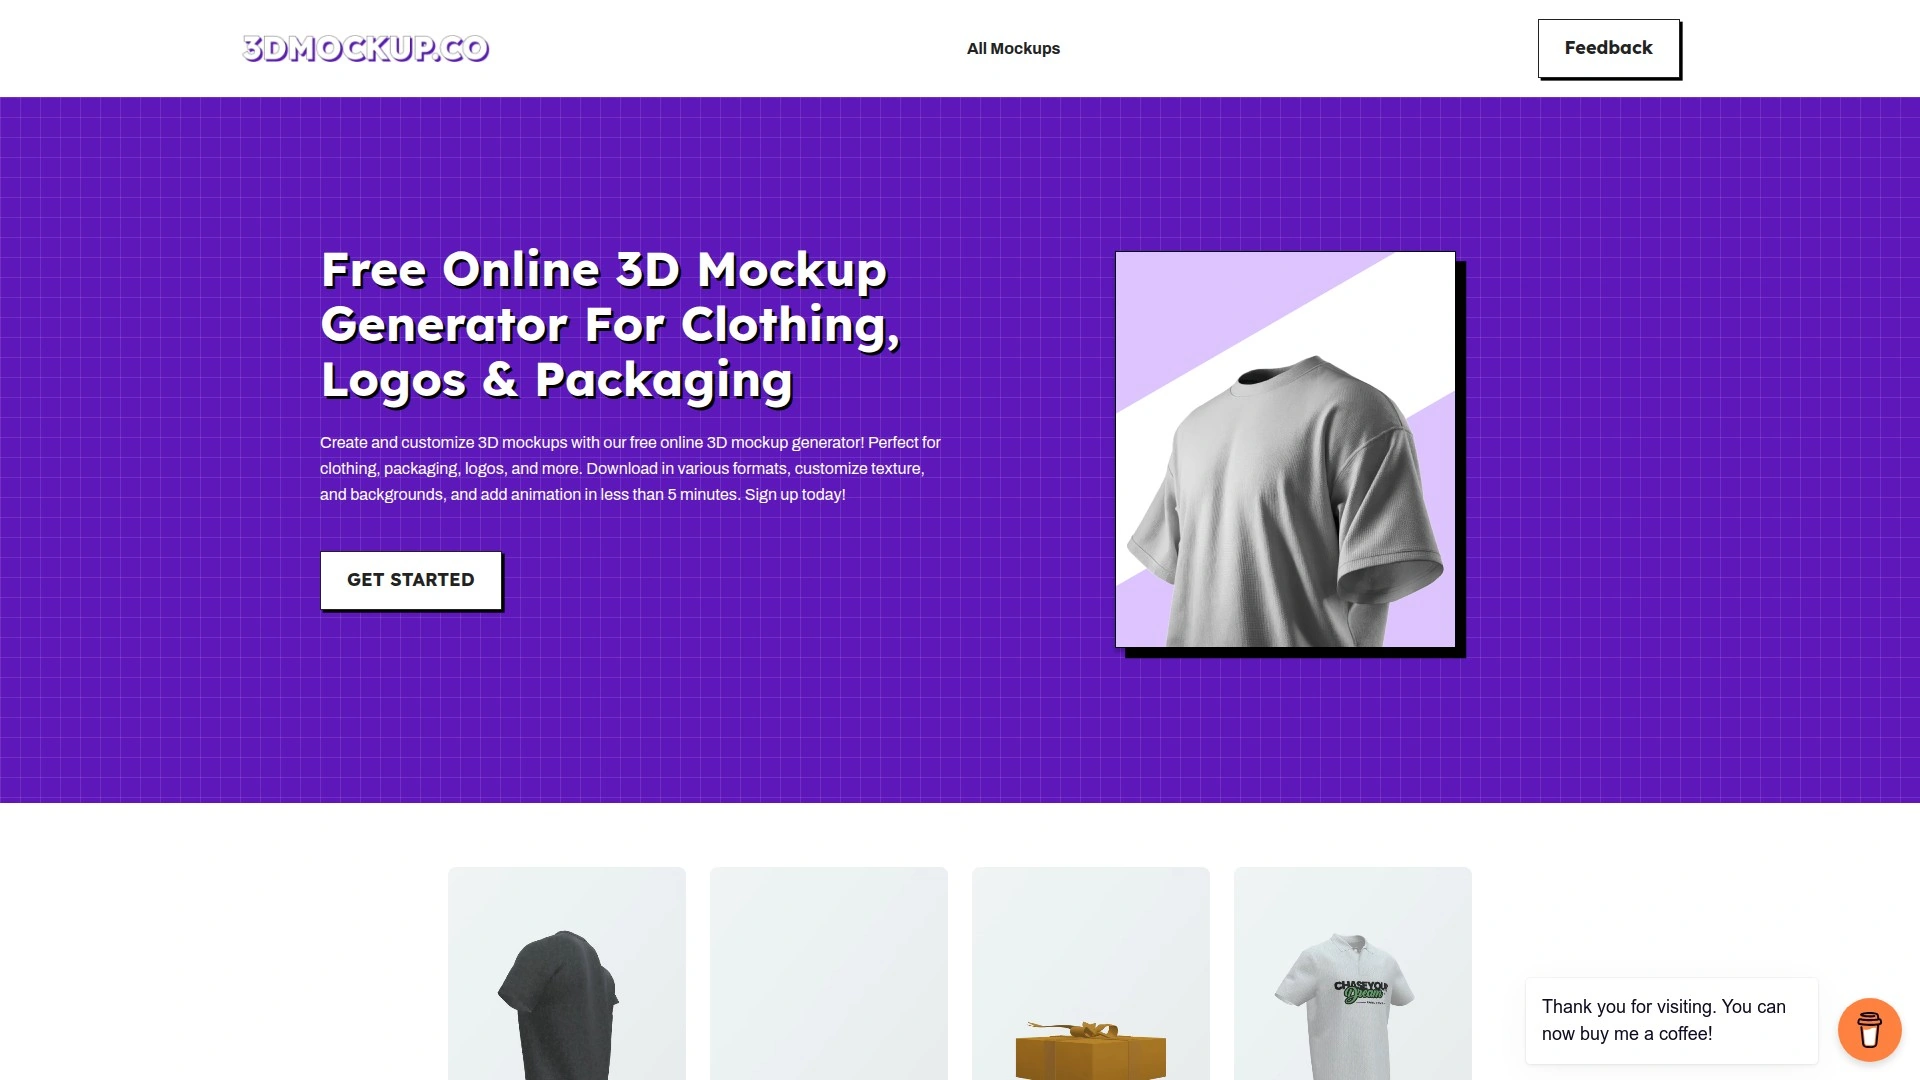 3DMOCKUP.CO
All Mockups
Feedback
Free Online 3D Mockup
Generator For Clothing,
Logos & Packaging
Create and customize 3D mockups with our free online 3D mockup generator! Perfect for
clothing, packaging, logos, and more. Download in various formats, customize texture,
and backgrounds, and add animation in less than 5 minutes. Sign up today!
GET STARTED
CHASE YOUR
Dream
Thank you for visiting. You can
now buy me a coffee!